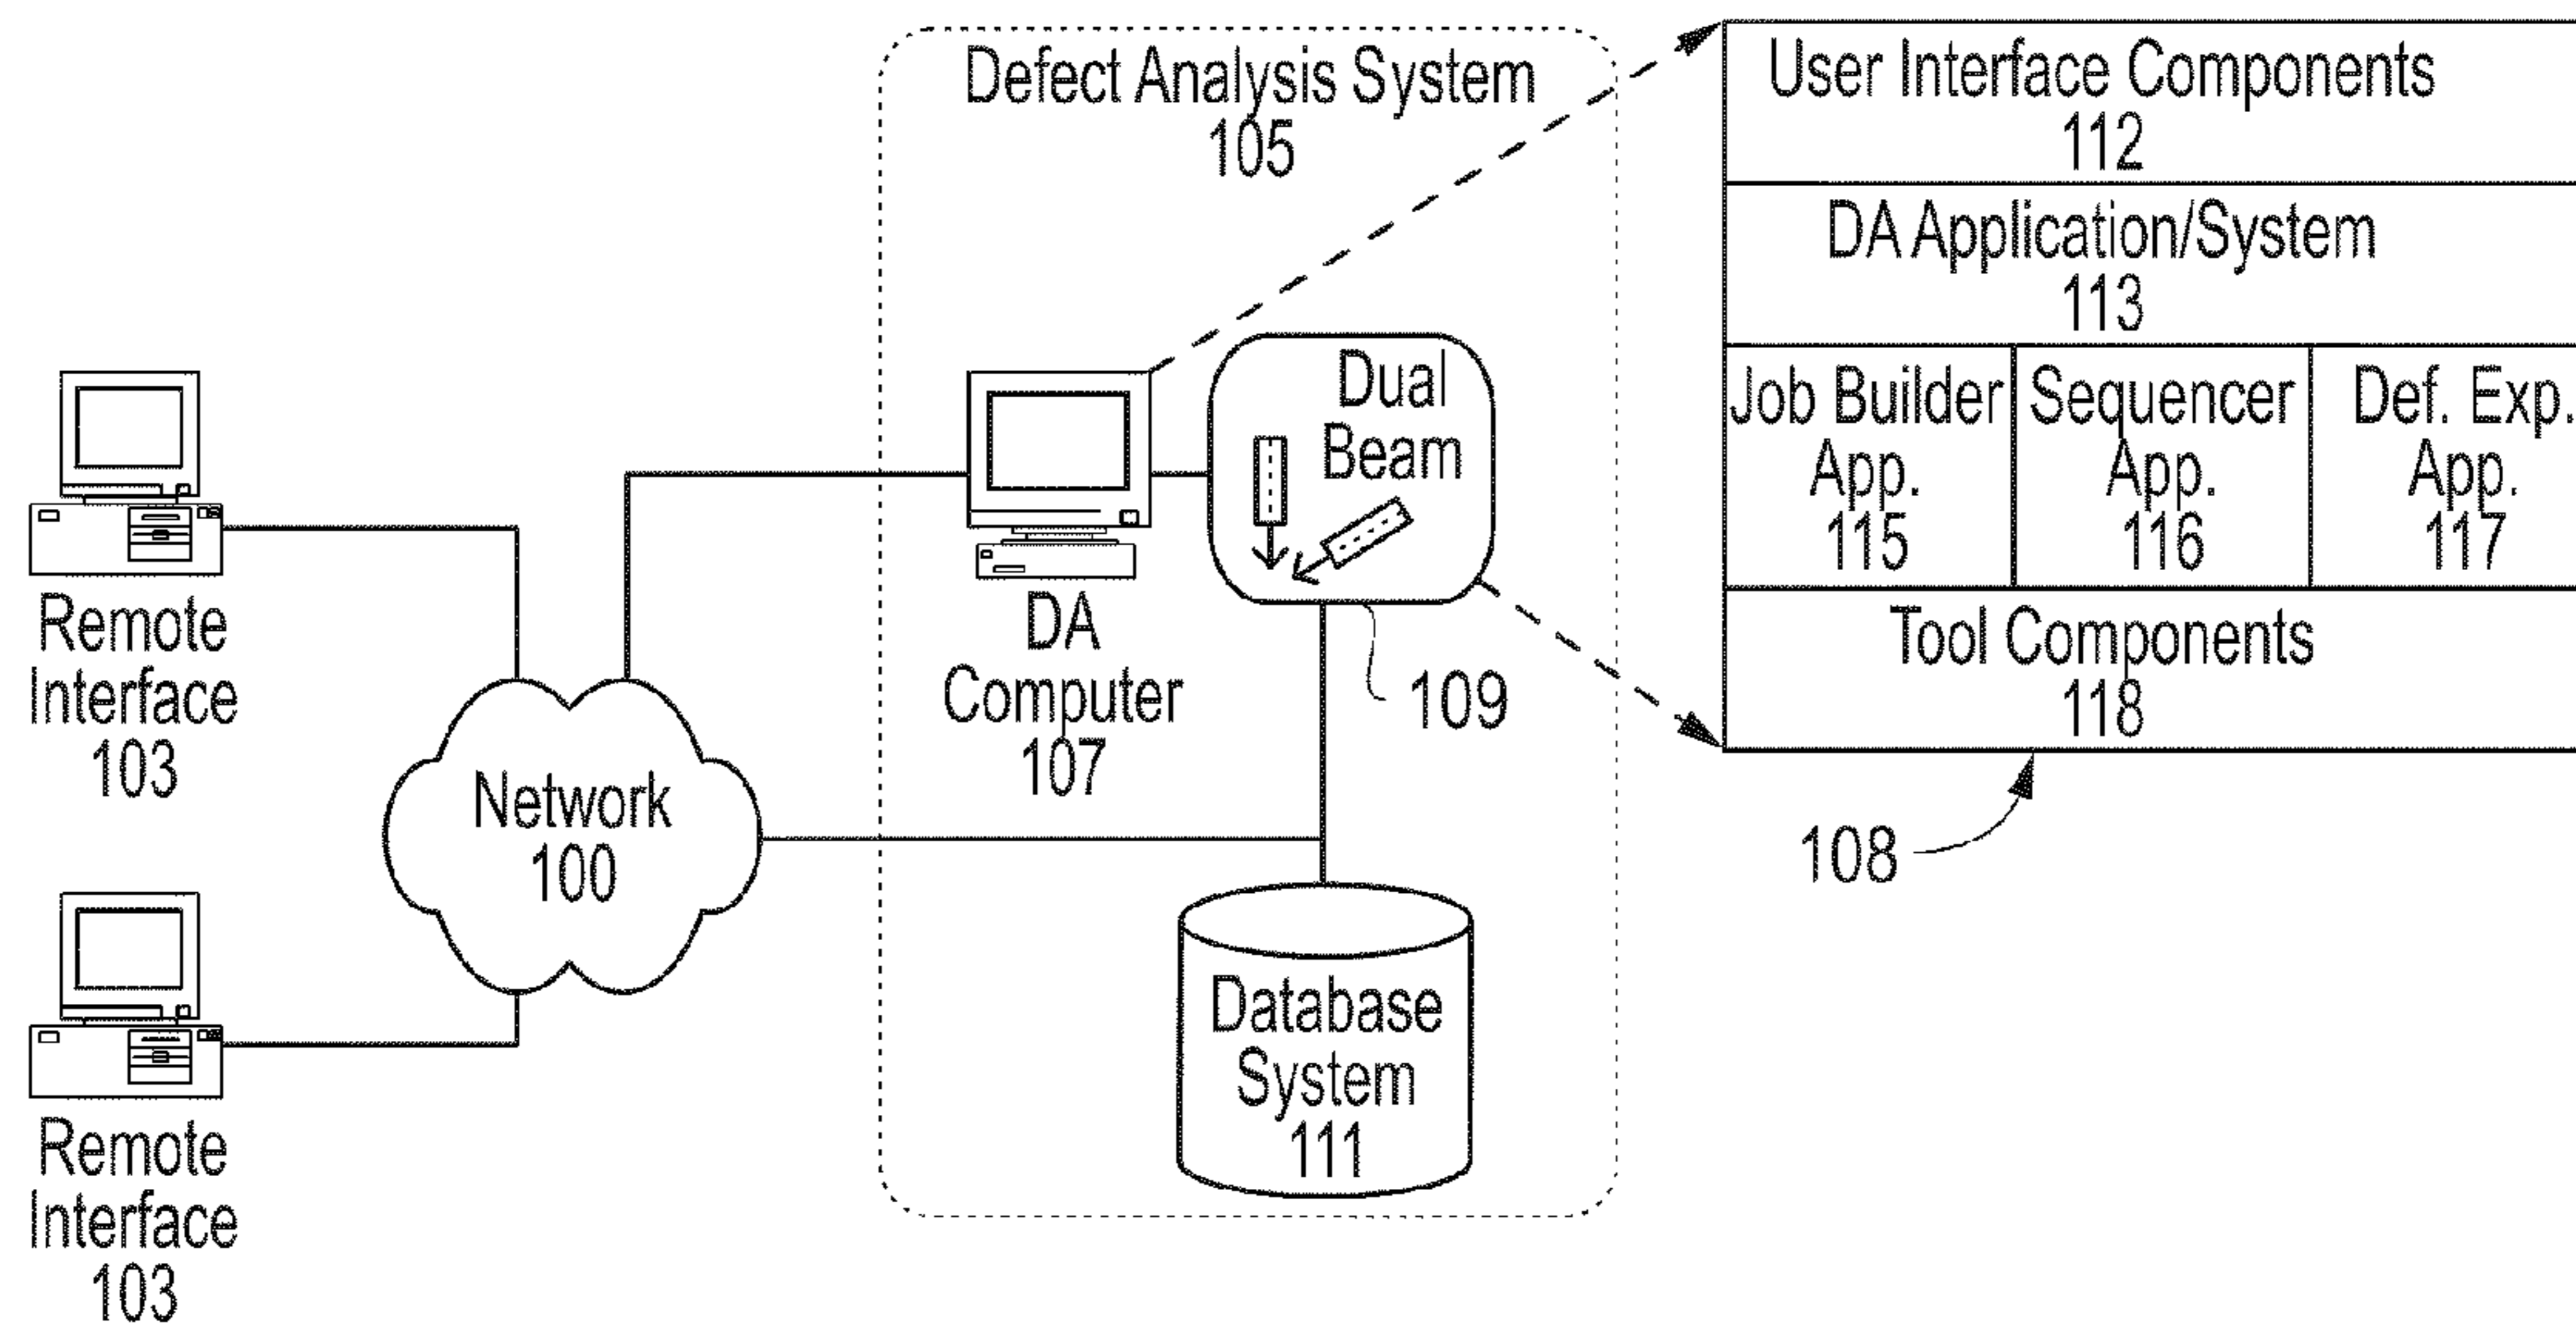 Defect Analysis System
105
User Interface Components
112
DA Application/System
113
Job Builder
App.
115
Sequencer
App.
116
Def. Exp.
App.
117
Tool Components
118
108
Dual
Beam
109
DA
Computer
107
Remote
Interface
103
Network
100
Database
System
111
Remote
Interface
103